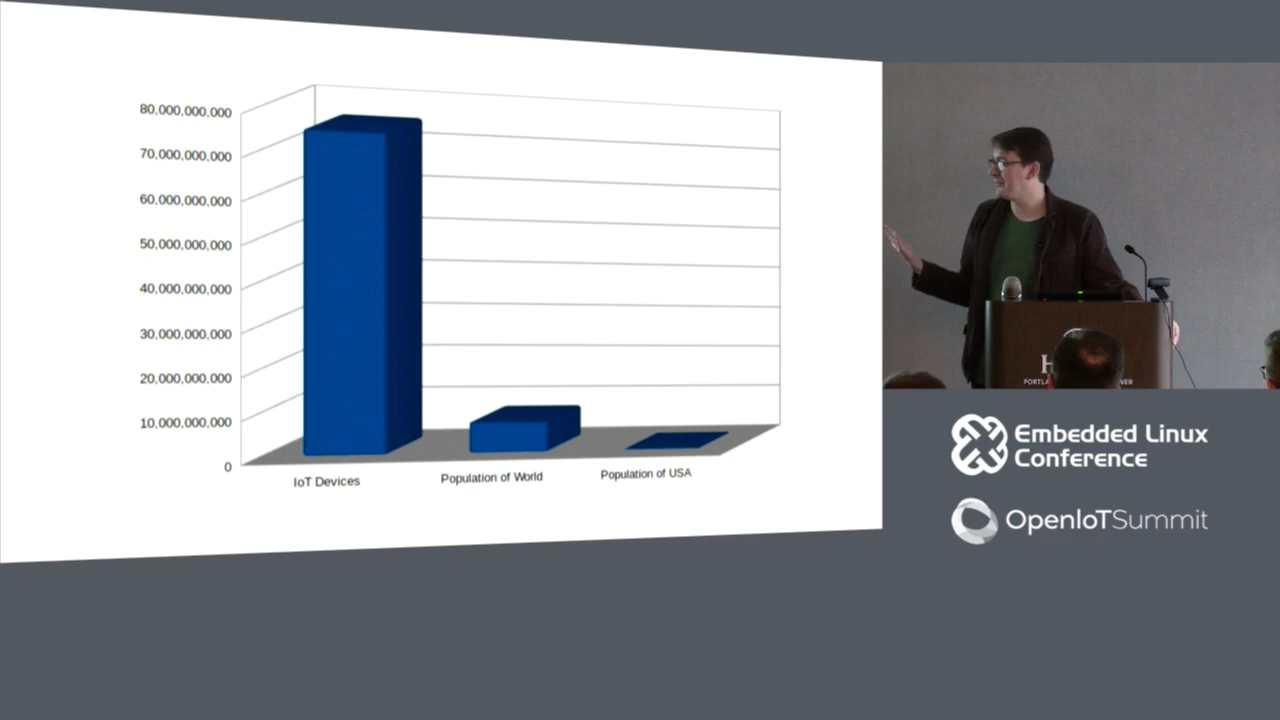 80,000,000,000
70,000,000,000
60,000,000,000
50,000,000,000
40,000,000,000
30,000,000,000
20,000,000,000
10,000,000,000
0
IoT Devices
Population of World
Population of USA
H
PORTLA
VER
Embedded Linux
Conference
OpenIoTSummit